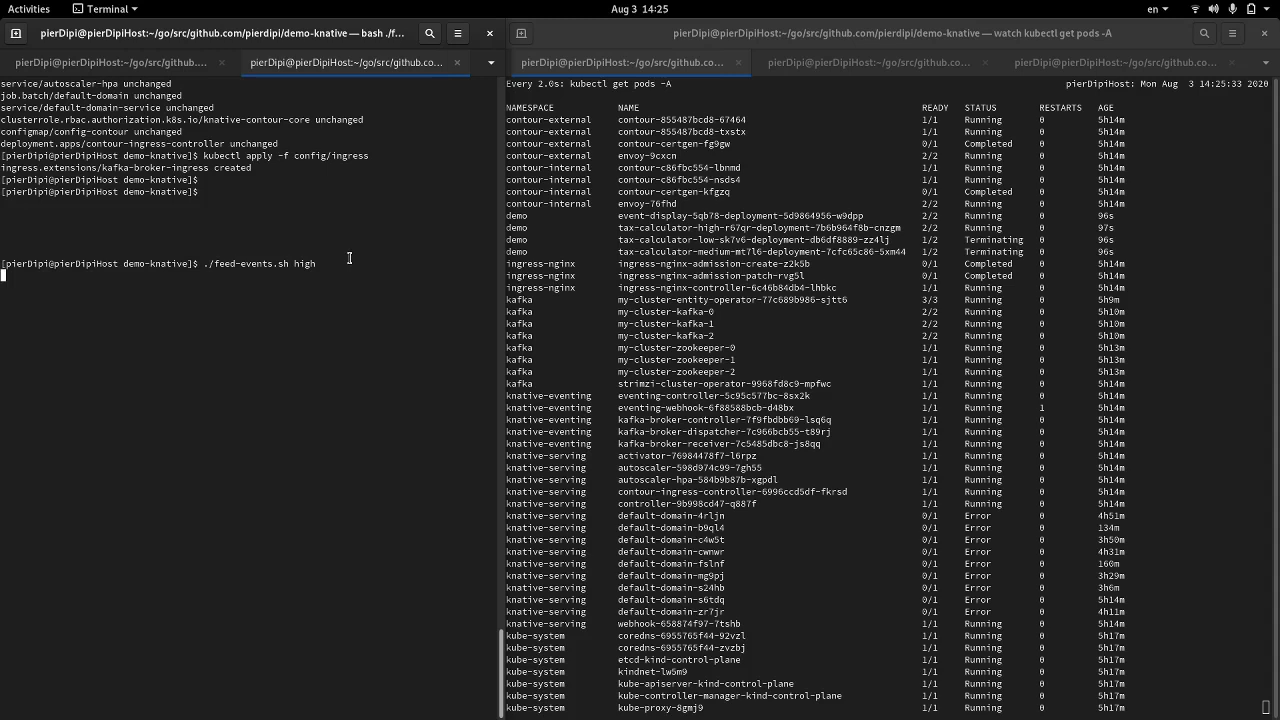 Activities Terminal Aug 3 14:25 en
pierDipi@pierDipiHost:~/go/src/github.com/pierdipi/demo-knative — bash ./f...
pierDipi@pierDipiHost:~/go/src/github.com/pierdipi/demo-knative — watch kubectl get pods -A
pierDipi@pierDipiHost:~/go/src/github.com/....
pierDipi@pierDipiHost:~/go/src/github.co...
pierDipi@pierDipiHost:~/go/src/github.co...
pierDipi@pierDipiHost:~/go/src/github.co...
pierDipi@pierDipiHost:~/go/src/github.co...
service/autoscaler-hpa unchanged
job.batch/default-domain unchanged
service/default-domain-service unchanged
clusterrole.rbac.authorization.k8s.io/knative-contour-core unchanged
configmap/config-contour unchanged
deployment.apps/contour-ingress-controller unchanged
[pierDipi@pierDipiHost demo-knative]$ kubectl apply -f config/ingress
ingress.extensions/kafka-broker-ingress created
[pierDipi@pierDipiHost demo-knative]$
[pierDipi@pierDipiHost demo-knative]$
[pierDipi@pierDipiHost demo-knative]$ ./feed-events.sh high
Every 2.0s: kubectl get pods -A pierDipiHost: Mon Aug 3 14:25:33 2020
NAMESPACE NAME READY STATUS RESTARTS AGE
contour-external contour-855487bcd8-67464 1/1 Running 0 5h14m
contour-external contour-855487bcd8-txstx 1/1 Running 0 5h14m
contour-external contour-certgen-fg9gw 0/1 Completed 0 5h14m
contour-external envoy-9cxcn 2/2 Running 0 5h14m
contour-internal contour-c86fbc554-lbnmd 1/1 Running 0 5h14m
contour-internal contour-c86fbc554-nsds4 1/1 Running 0 5h14m
contour-internal contour-certgen-kfgzq 0/1 Completed 0 5h14m
contour-internal envoy-76fhd 2/2 Running 0 5h14m
demo event-display-5qb78-deployment-5d9864956-w9dpp 2/2 Running 0 96s
demo tax-calculator-high-r67qr-deployment-7b6b964f8b-cnzgm 2/2 Running 0 97s
demo tax-calculator-low-sk7v6-deployment-db6df8889-zz4lj 1/2 Terminating 0 96s
demo tax-calculator-medium-mt7l6-deployment-7cfc65c86-5xm44 1/2 Terminating 0 96s
ingress-nginx ingress-nginx-admission-create-z2k5b 0/1 Completed 0 5h14m
ingress-nginx ingress-nginx-admission-patch-rvg5l 0/1 Completed 0 5h14m
ingress-nginx ingress-nginx-controller-6c46b84db4-lhbkc 1/1 Running 0 5h14m
kafka my-cluster-entity-operator-77c689b986-sjtt6 3/3 Running 0 5h9m
kafka my-cluster-kafka-0 2/2 Running 0 5h10m
kafka my-cluster-kafka-1 2/2 Running 0 5h10m
kafka my-cluster-kafka-2 2/2 Running 0 5h10m
kafka my-cluster-zookeeper-0 1/1 Running 0 5h13m
kafka my-cluster-zookeeper-1 1/1 Running 0 5h13m
kafka my-cluster-zookeeper-2 1/1 Running 0 5h13m
kafka strimzi-cluster-operator-9968fd8c9-mpfwc 1/1 Running 0 5h14m
knative-eventing eventing-controller-5c95c577bc-8sx2k 1/1 Running 0 5h14m
knative-eventing eventing-webhook-6f88588bcb-d48bx 1/1 Running 1 5h14m
knative-eventing kafka-broker-controller-7f9fbdbb69-lsq6q 1/1 Running 0 5h14m
knative-eventing kafka-broker-dispatcher-7c966bcb55-t89rj 1/1 Running 0 5h14m
knative-eventing kafka-broker-receiver-7c5485dbc8-js8qq 1/1 Running 0 5h14m
knative-serving activator-76984478f7-l6rpz 1/1 Running 0 5h14m
knative-serving autoscaler-598d974c99-7gh55 1/1 Running 0 5h14m
knative-serving autoscaler-hpa-584b9b87b-xgpdl 1/1 Running 0 5h14m
knative-serving contour-ingress-controller-6996ccd5df-fkrsd 1/1 Running 0 5h14m
knative-serving controller-9b998cd47-q887f 1/1 Running 0 5h14m
knative-serving default-domain-4rljn 0/1 Error 0 4h51m
knative-serving default-domain-b9ql4 0/1 Error 0 134m
knative-serving default-domain-c4w5t 0/1 Error 0 3h50m
knative-serving default-domain-cwnwr 0/1 Error 0 4h31m
knative-serving default-domain-fslnf 0/1 Error 0 160m
knative-serving default-domain-mg9pj 0/1 Error 0 3h29m
knative-serving default-domain-s24hb 0/1 Error 0 3h6m
knative-serving default-domain-s6tdq 0/1 Error 0 5h14m
knative-serving default-domain-zr7jr 0/1 Error 0 4h11m
knative-serving webhook-658874f97-7tshb 1/1 Running 0 5h14m
kube-system coredns-6955765f44-92vzl 1/1 Running 0 5h17m
kube-system coredns-6955765f44-zvzbj 1/1 Running 0 5h17m
kube-system etcd-kind-control-plane 1/1 Running 0 5h17m
kube-system kindnet-lw5m9 1/1 Running 0 5h17m
kube-system kube-apiserver-kind-control-plane 1/1 Running 0 5h17m
kube-system kube-controller-manager-kind-control-plane 1/1 Running 0 5h17m
kube-system kube-proxy-8gmj9 1/1 Running 0 5h17m